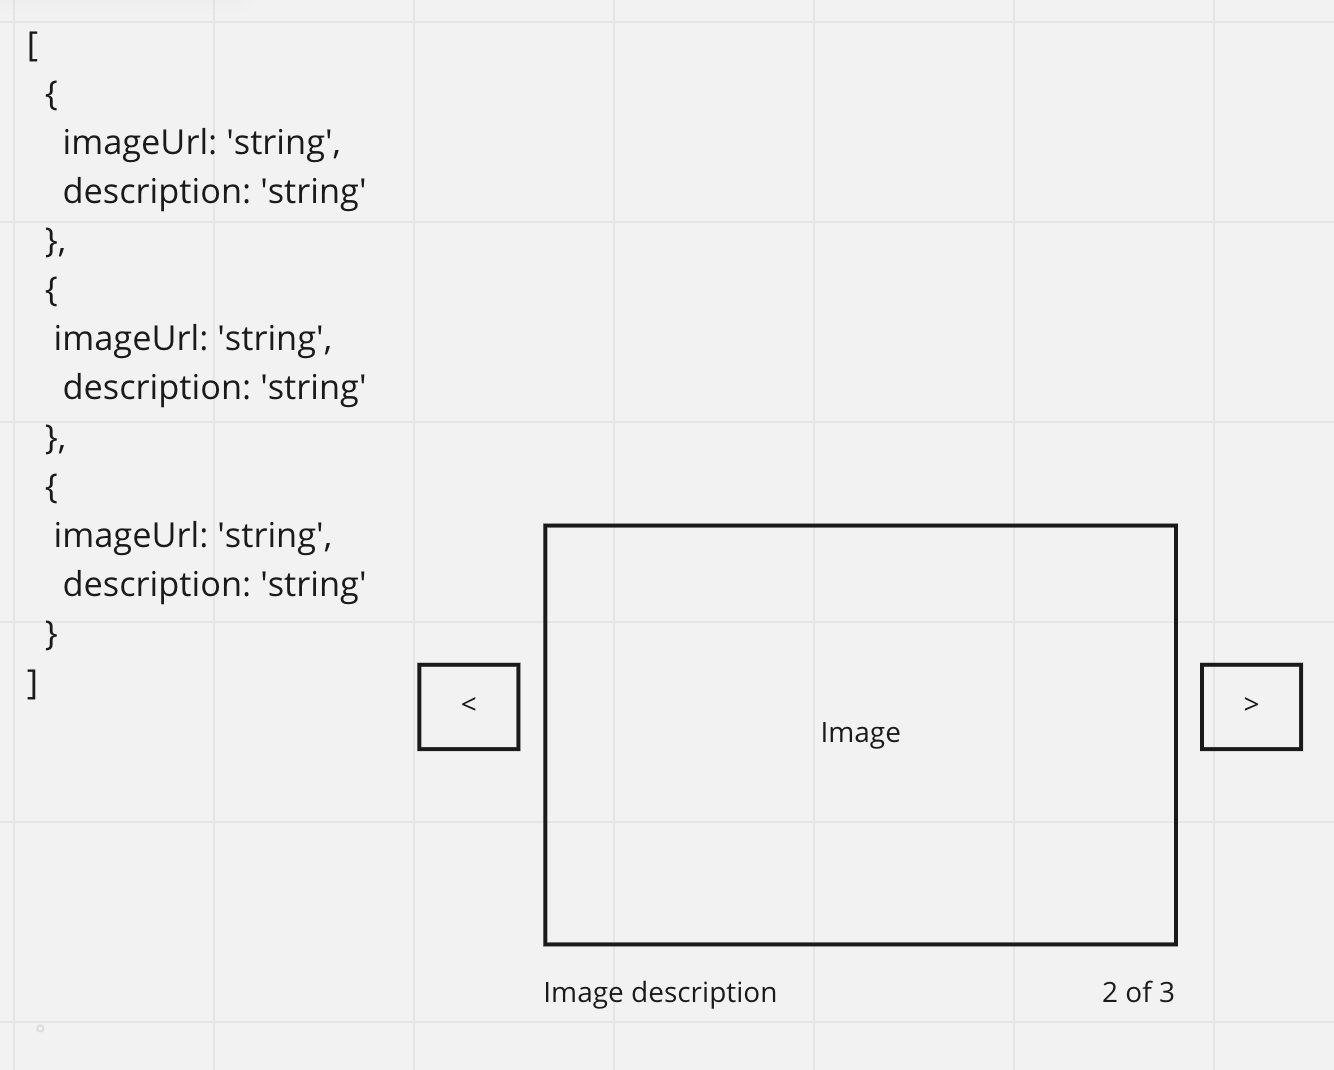 [
{
imageUrl: 'string',
description: 'string'
},
{
imageUrl: 'string',
description: 'string'
},
{
imageUrl: 'string',
description: 'string'
}
]
<
Image
>
Image description
2 of 3